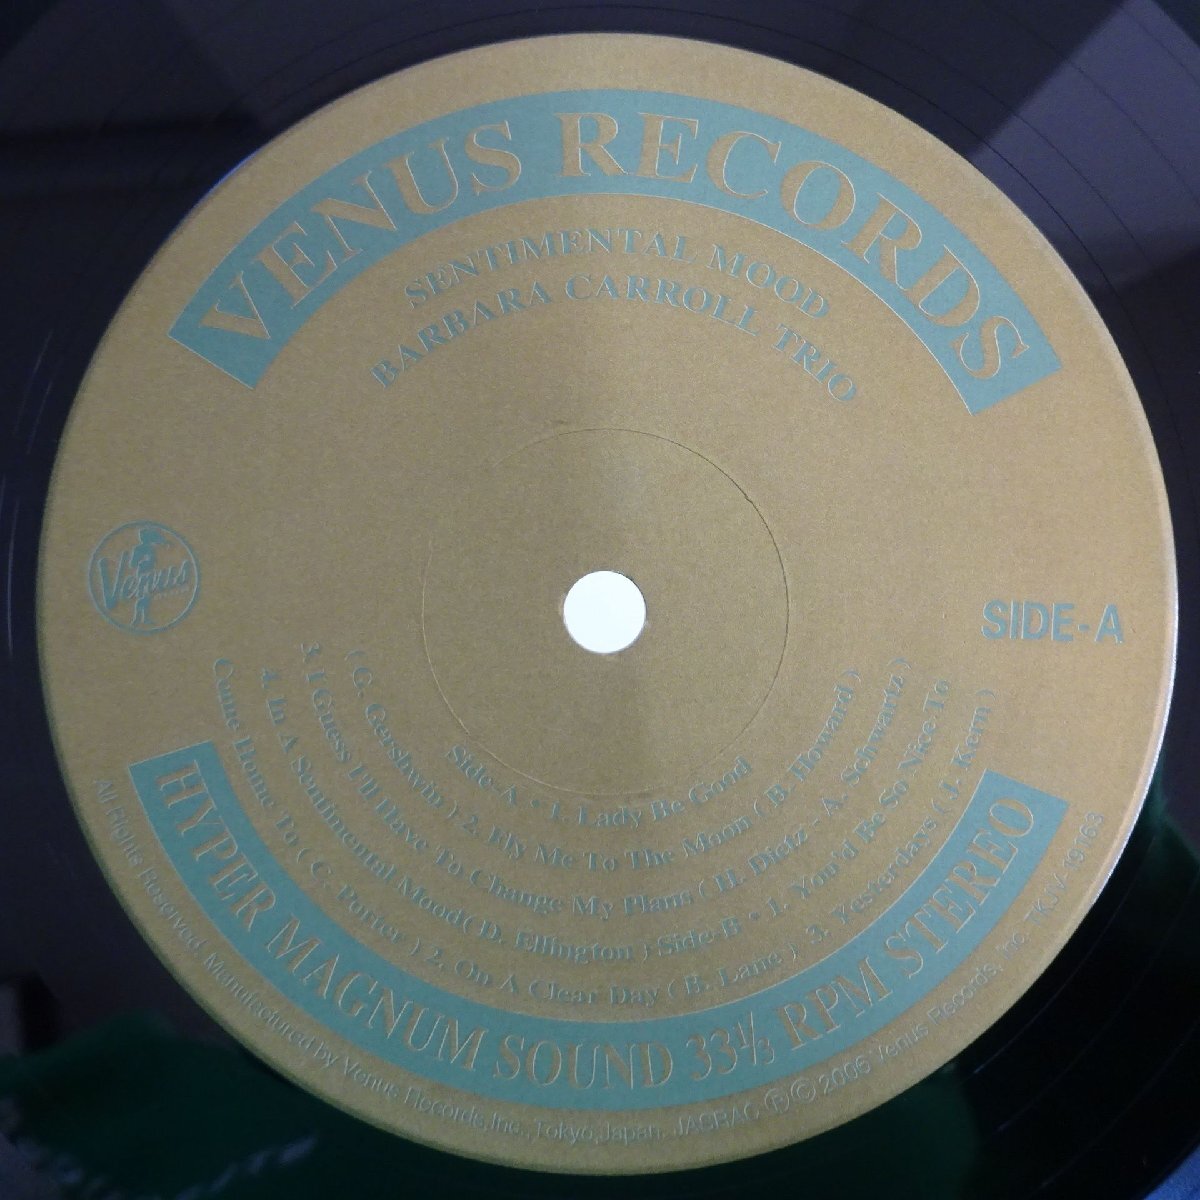 VENUS RECORDS
SENTIMENTAL MOOD
BARBARA CARROLL TRIO
Venus
SIDE-A
Side-A • 1. Lady Be Good
( G. Gershwin ) 2. Fly Me To The Moon ( B. Howard )
3. I Guess I'll Have To Change My Plans ( H. Dietz - A. Schwartz )
4. In A Sentimental Mood ( D. Ellington ) Side-B • 1. You'd Be So Nice To
Come Home To ( C. Porter ) 2. On A Clear Day ( B. Lane ) 3. Yesterdays ( J. Kern )
HYPER MAGNUM SOUND 33 1/3 RPM STEREO
All Rights Reserved. Manufactured by Venus Records, Inc., Tokyo, Japan. JASRAC ℗ © 2006 Venus Records, Inc. TKJV-19163